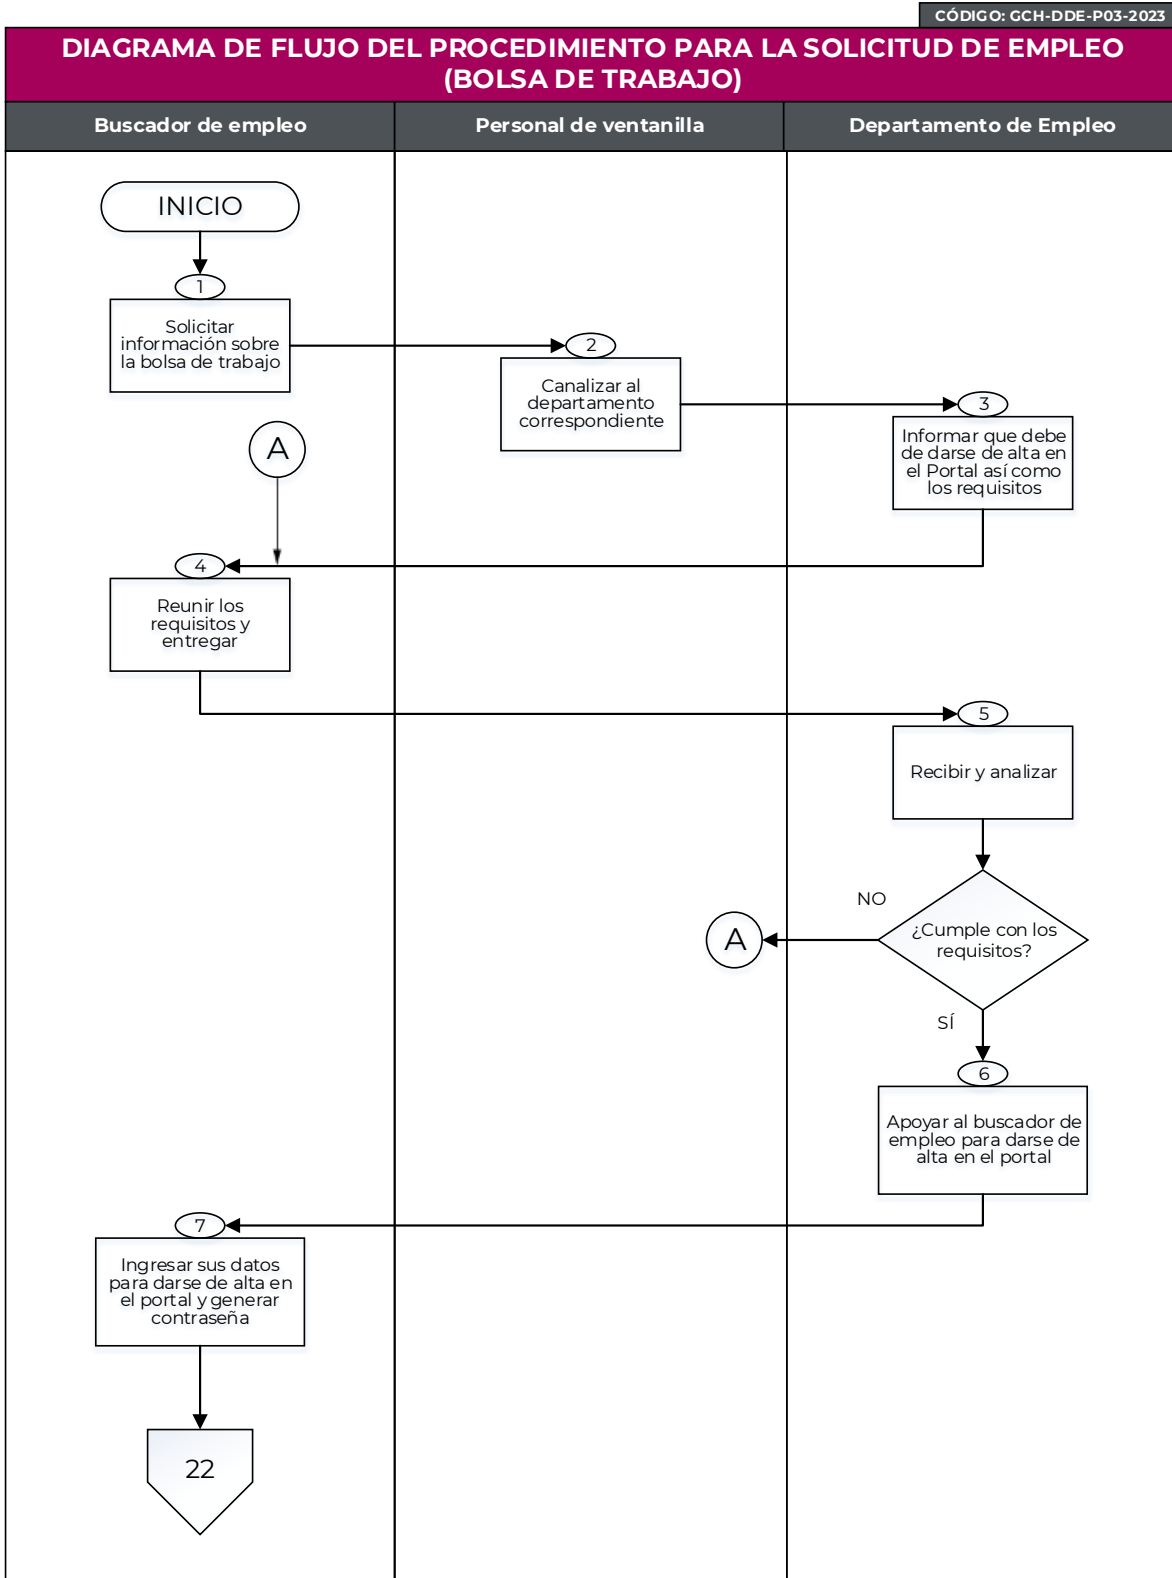 CÓDIGO: GCH-DDE-P03-2023
DIAGRAMA DE FLUJO DEL PROCEDIMIENTO PARA LA SOLICITUD DE EMPLEO
(BOLSA DE TRABAJO)
Buscador de empleo
Personal de ventanilla
Departamento de Empleo
INICIO
1
Solicitar
información sobre
la bolsa de trabajo
2
Canalizar al
departamento
correspondiente
3
Informar que debe
de darse de alta en
el Portal así como
los requisitos
A
4
Reunir los
requisitos y
entregar
5
Recibir y analizar
NO
¿Cumple con los
requisitos?
A
SÍ
6
Apoyar al buscador de
empleo para darse de
alta en el portal
7
Ingresar sus datos
para darse de alta en
el portal y generar
contraseña
22